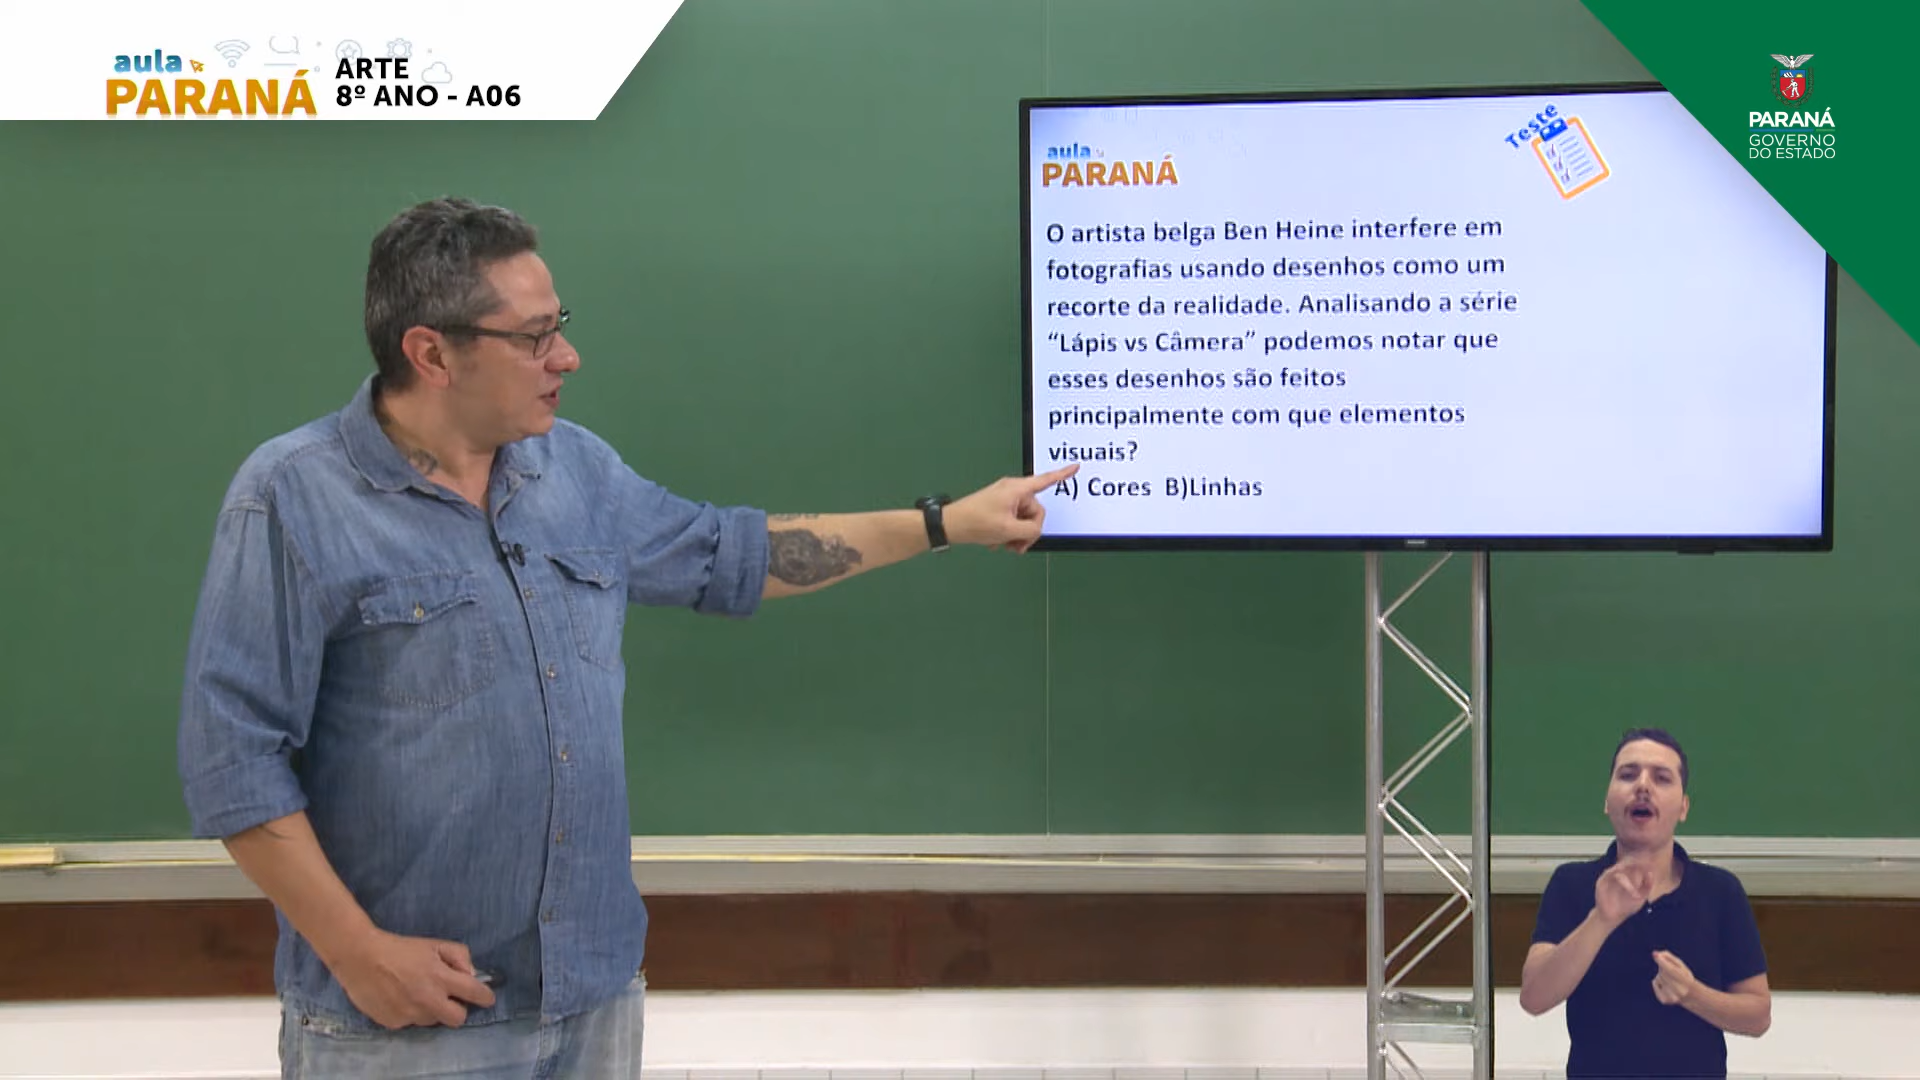 aula
PARANÁ
ARTE
8º ANO - A06
PARANÁ
GOVERNO
DO ESTADO
aula
PARANÁ
Teste
O artista belga Ben Heine interfere em
fotografias usando desenhos como um
recorte da realidade. Analisando a série
“Lápis vs Câmera” podemos notar que
esses desenhos são feitos
principalmente com que elementos
visuais?
A) Cores  B)Linhas